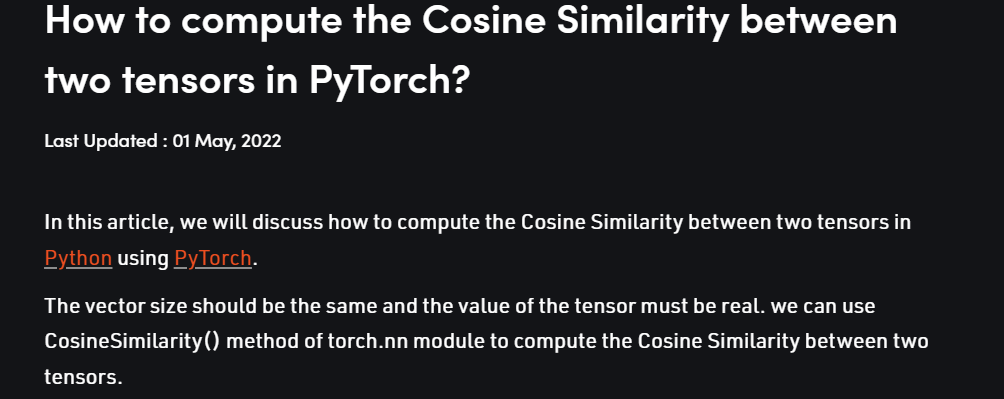 How to compute the Cosine Similarity between
two tensors in PyTorch?
Last Updated : 01 May, 2022
In this article, we will discuss how to compute the Cosine Similarity between two tensors in
Python using PyTorch.
The vector size should be the same and the value of the tensor must be real. we can use
CosineSimilarity() method of torch.nn module to compute the Cosine Similarity between two
tensors.